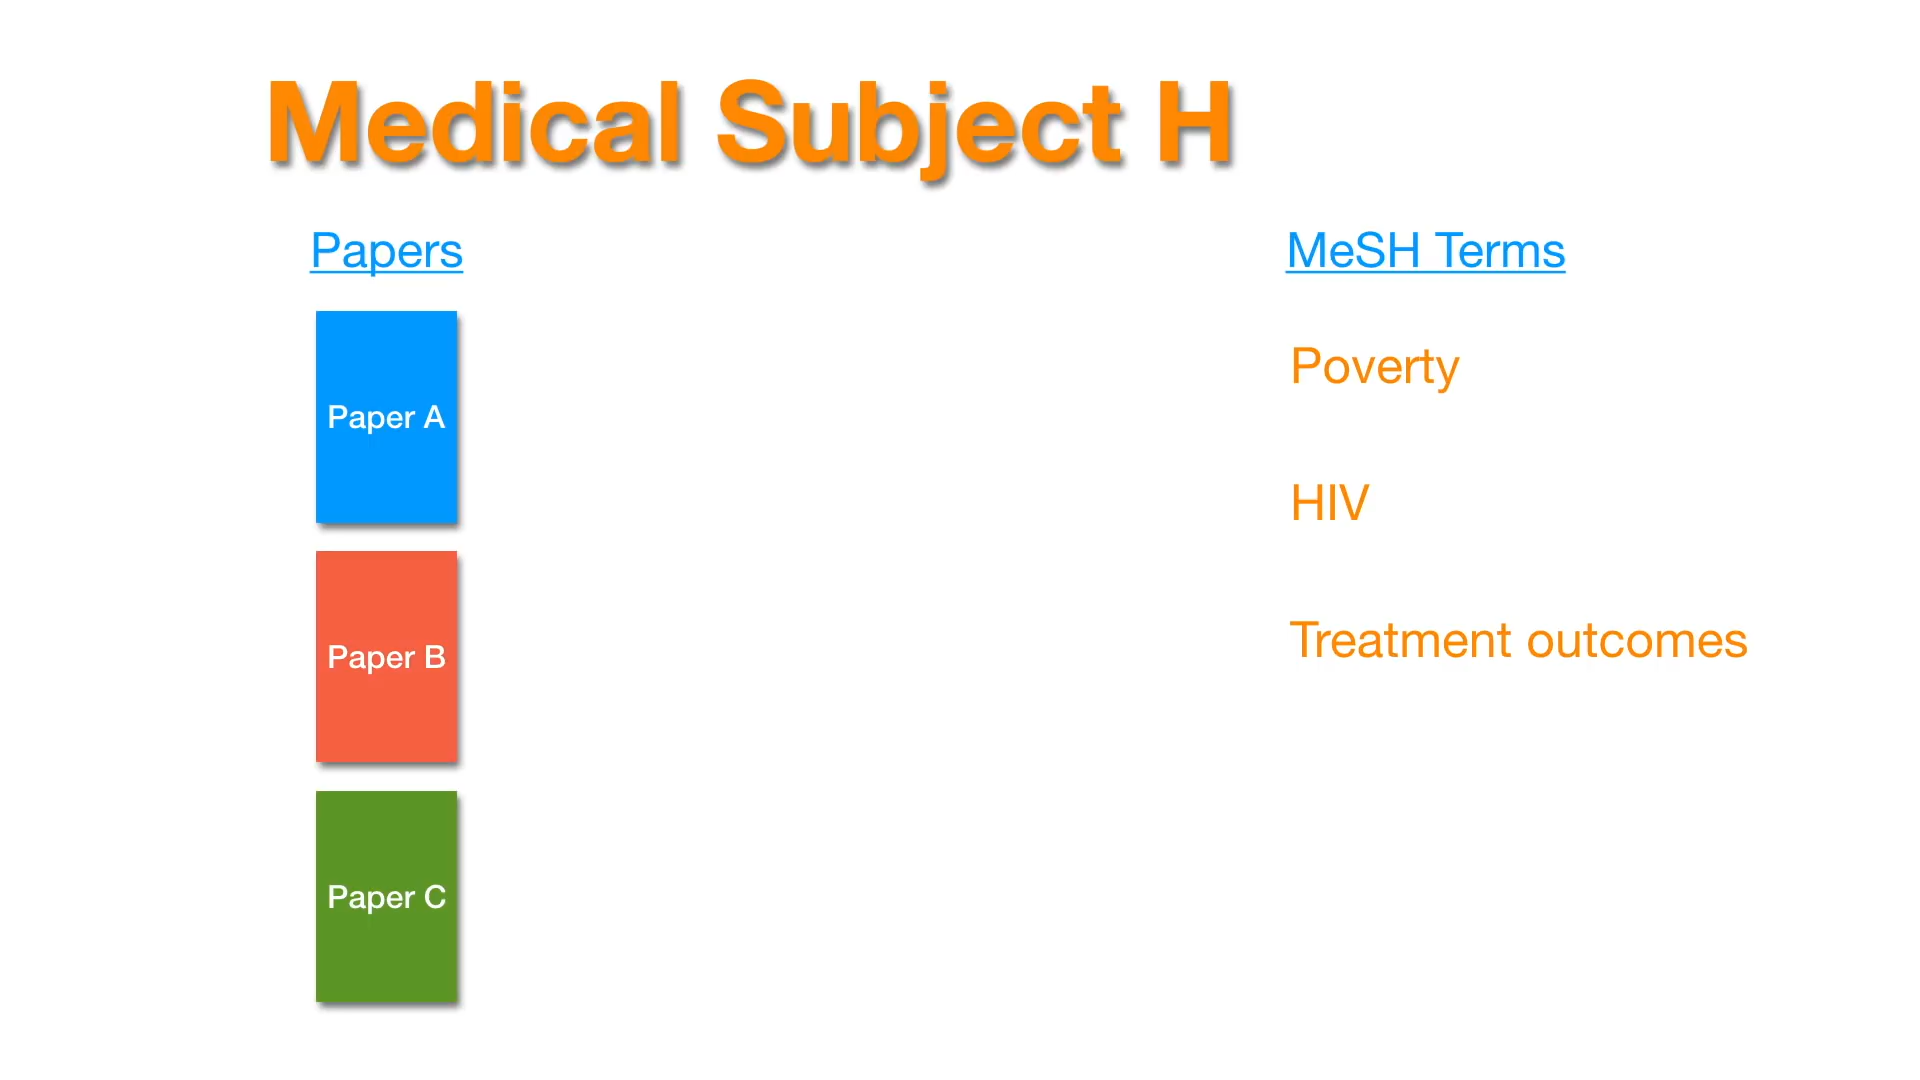 Medical Subject H
Papers
MeSH Terms
Paper A
Poverty
HIV
Paper B
Treatment outcomes
Paper C